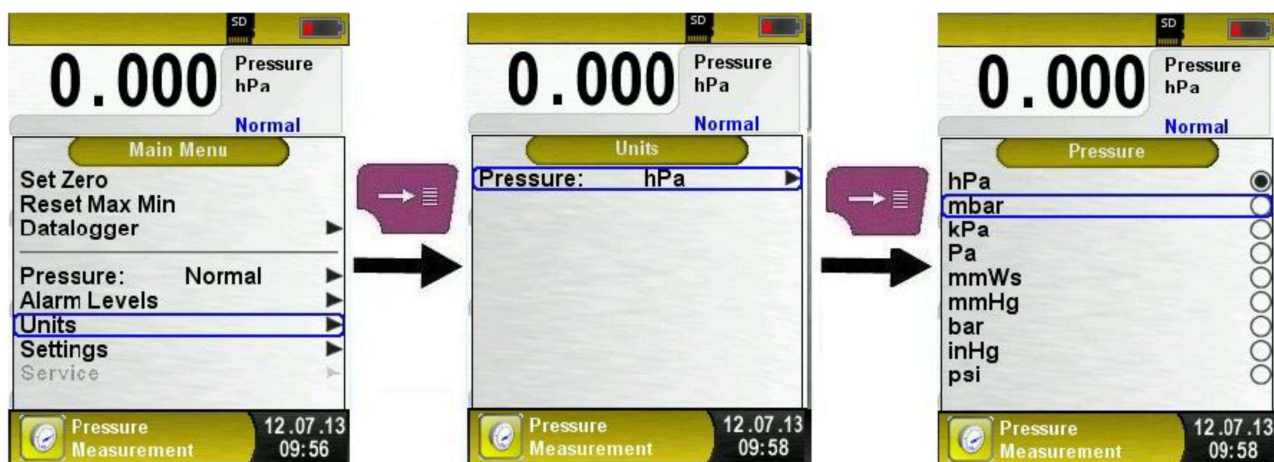 SD
0.000
Pressure
hPa
Normal
Main Menu
Set Zero
Reset Max Min
Datalogger
Pressure: Normal
Alarm Levels
Units
Settings
Service
Pressure
Measurement
12.07.13
09:56
SD
0.000
Pressure
hPa
Normal
Units
Pressure: hPa
Pressure
Measurement
12.07.13
09:58
SD
0.000
Pressure
hPa
Normal
Pressure
hPa
mbar
kPa
Pa
mmWs
mmHg
bar
inHg
psi
Pressure
Measurement
12.07.13
09:58